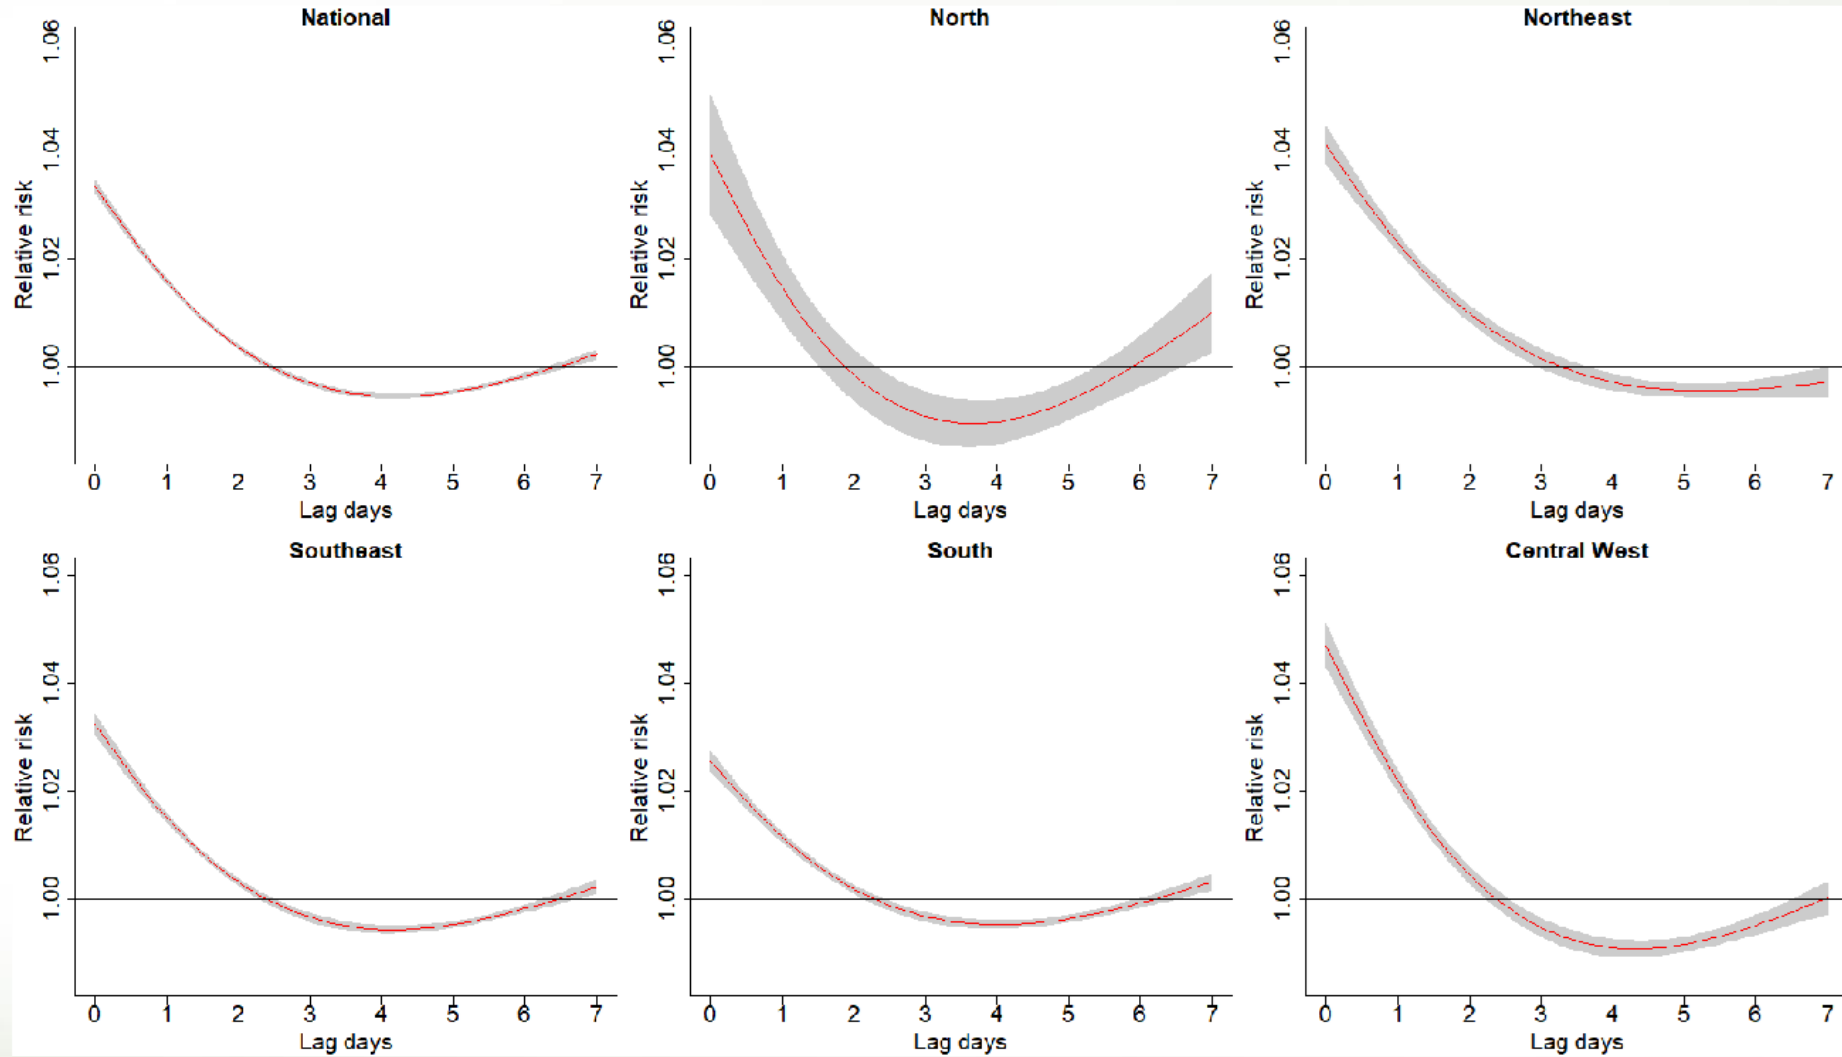 National
1.06
1.04
1.02
1.00
Relative risk
0 1 2 3 4 5 6 7
Lag days
North
1.06
1.04
1.02
1.00
Relative risk
0 1 2 3 4 5 6 7
Lag days
Northeast
1.06
1.04
1.02
1.00
Relative risk
0 1 2 3 4 5 6 7
Lag days
Southeast
1.06
1.04
1.02
1.00
Relative risk
0 1 2 3 4 5 6 7
Lag days
South
1.06
1.04
1.02
1.00
Relative risk
0 1 2 3 4 5 6 7
Lag days
Central West
1.06
1.04
1.02
1.00
Relative risk
0 1 2 3 4 5 6 7
Lag days